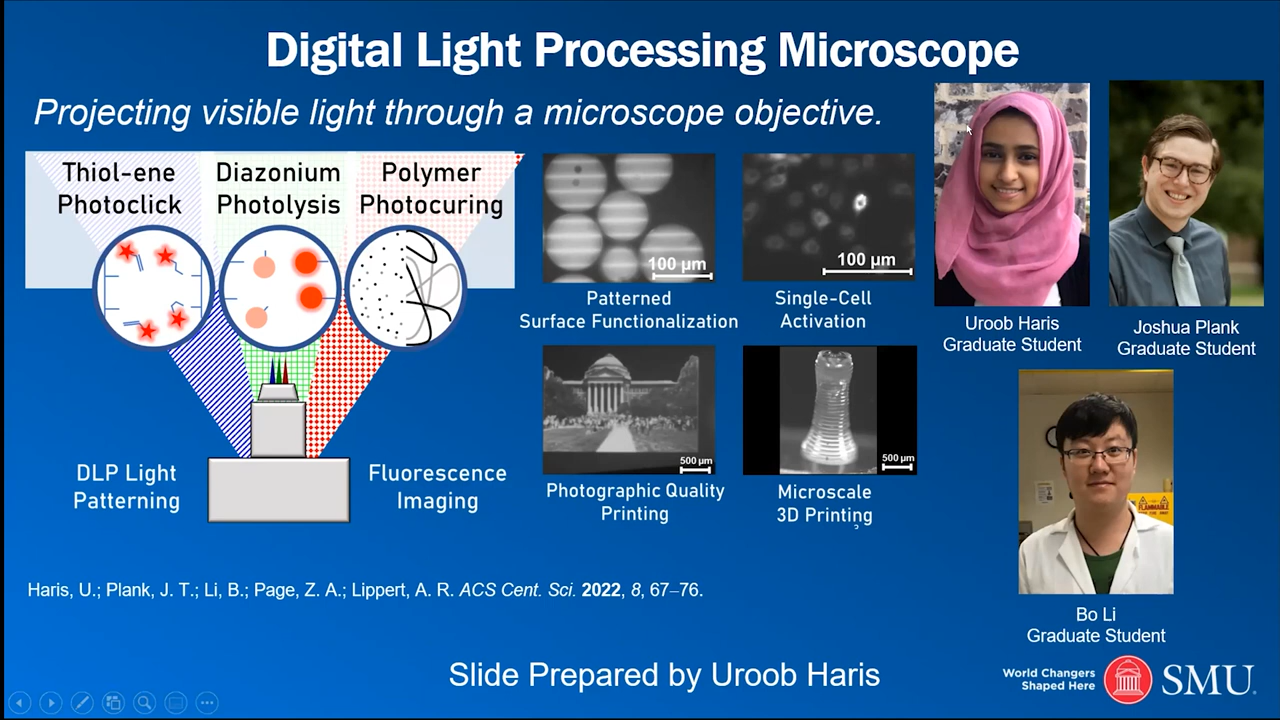 Digital Light Processing Microscope
Projecting visible light through a microscope objective.
Thiol-ene
Photoclick
Diazonium
Photolysis
Polymer
Photocuring
DLP Light
Patterning
Fluorescence
Imaging
100 µm
Patterned
Surface Functionalization
100 µm
Single-Cell
Activation
500 µm
Photographic Quality
Printing
500 µm
Microscale
3D Printing
3
Uroob Haris
Graduate Student
Joshua Plank
Graduate Student
FLAMMABLE
Bo Li
Graduate Student
Haris, U.; Plank, J. T.; Li, B.; Page, Z. A.; Lippert, A. R. ACS Cent. Sci. 2022, 8, 67–76.
Slide Prepared by Uroob Haris
World Changers
Shaped Here
SMU.